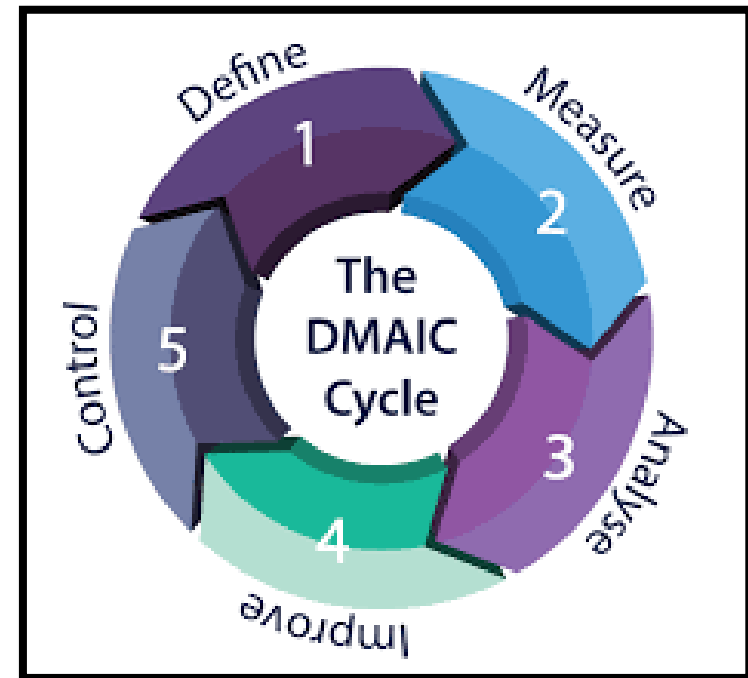 Define
1
Measure
2
Analyse
3
Improve
4
Control
5
The
DMAIC
Cycle